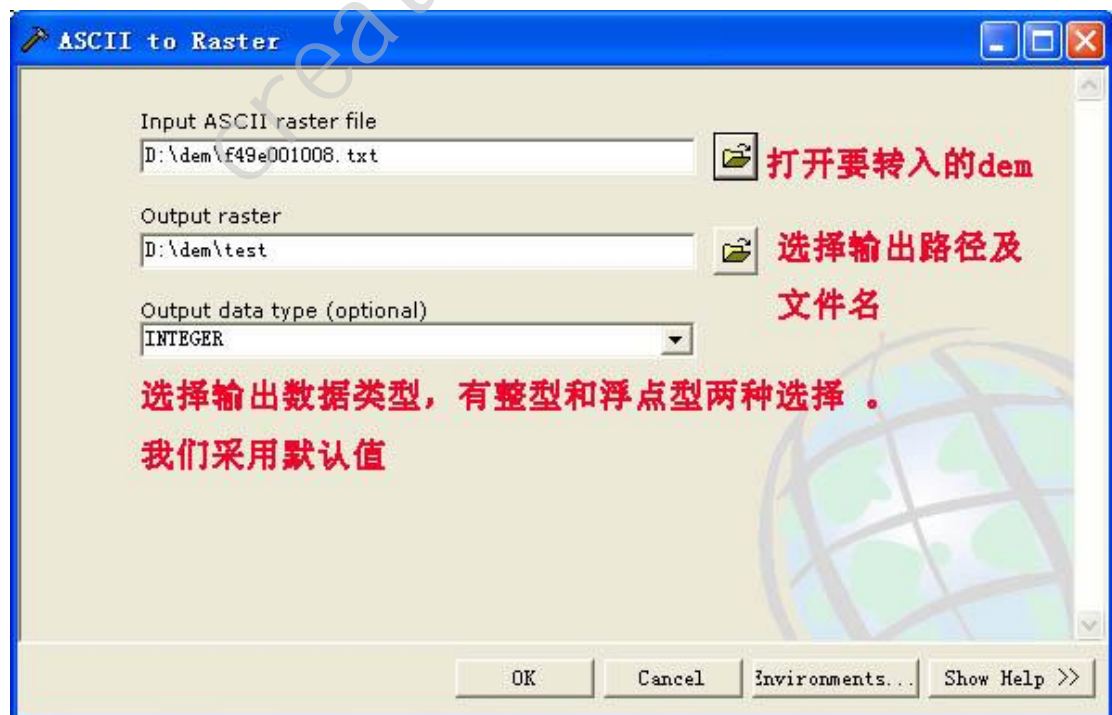 ASCII to Raster
Input ASCII raster file
D:\dem\f49e001008.txt
打开要转入的dem
Output raster
D:\dem\test
选择输出路径及
文件名
Output data type (optional)
INTEGER
选择输出数据类型，有整型和浮点型两种选择 。
我们采用默认值
OK
Cancel
Environments...
Show Help >>